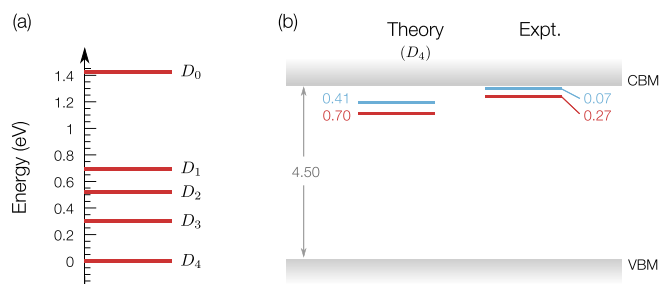 (a)
Energy (eV)
1.4
1.2
1
0.8
0.6
0.4
0.2
0
D0
D1
D2
D3
D4
(b)
Theory
(D4)
Expt.
CBM
0.41
0.70
0.07
0.27
4.50
VBM